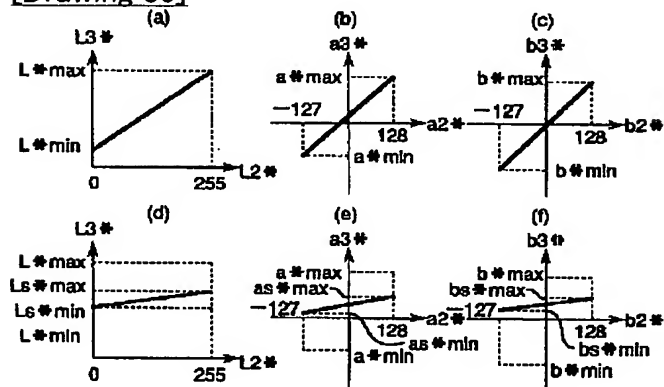 (a)
L3*
L*max
L*min
0
255
L2*
(b)
a3*
a*max
-127
128
a2*
a*min
(c)
b3*
b*max
-127
128
b2*
b*min
(d)
L3*
L*max
Ls*max
Ls*min
L*min
0
255
L2*
(e)
a3*
a*max
as*max
-127
128
a2*
as*min
a*min
(f)
b*max
bs*max
-127
128
b2*
bs*min
b*min